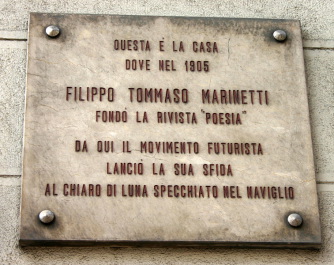 QUESTA È LA CASA
DOVE NEL 1905
FILIPPO TOMMASO MARINETTI
FONDÒ LA RIVISTA "POESIA"
DA QUI IL MOVIMENTO FUTURISTA
LANCIÒ LA SUA SFIDA
AL CHIARO DI LUNA SPECCHIATO NEL NAVIGLIO